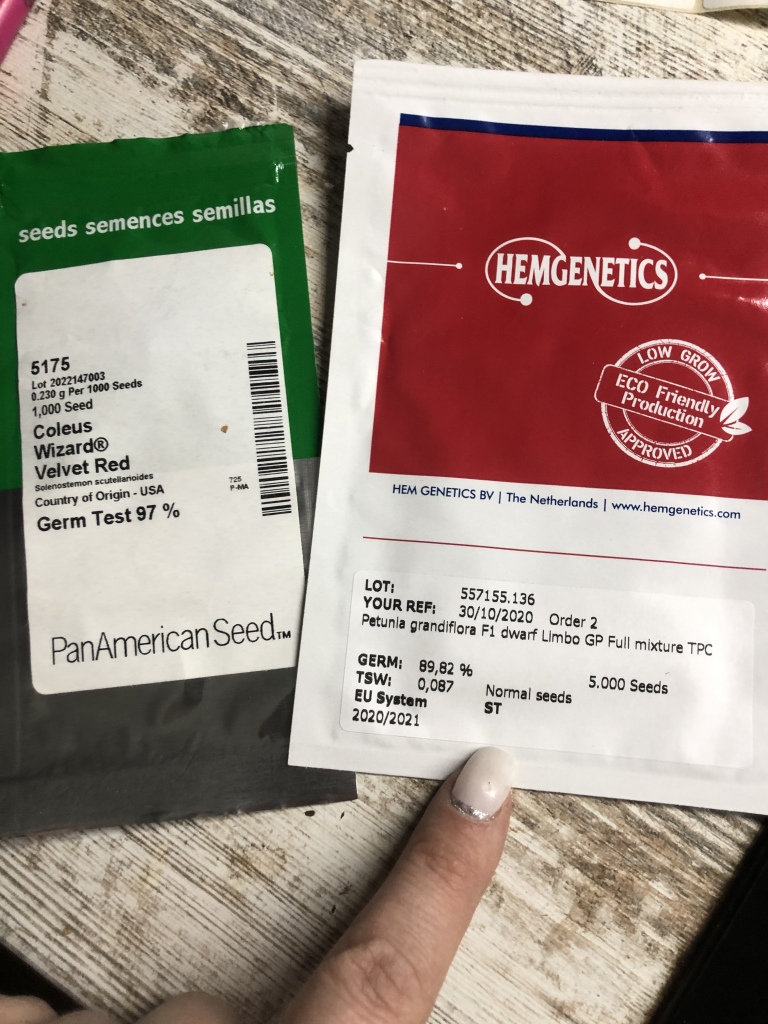 seeds semences semillas
5175
Lot 2022147003
0.230 g Per 1000 Seeds
1,000 Seed
Coleus
Wizard®
Velvet Red
Solenostemon scutellarioides
Country of Origin - USA
Germ Test 97 %
725
P-MA
PanAmerican Seed™
HEMGENETICS
LOW GROW
ECO Friendly
Production
APPROVED
HEM GENETICS BV | The Netherlands | www.hemgenetics.com
LOT: 557155.136
YOUR REF: 30/10/2020 Order 2
Petunia grandiflora F1 dwarf Limbo GP Full mixture TPC
GERM: 89,82 %
TSW: 0,087 Normal seeds 5.000 Seeds
EU System ST
2020/2021